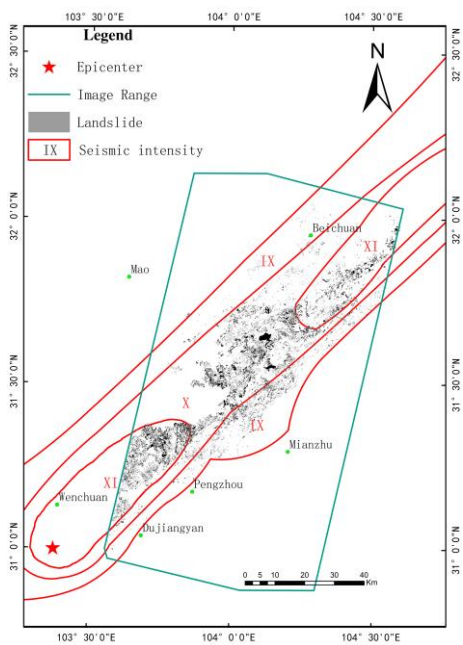 103°30'0"E 104°0'0"E 104°30'0"E
Legend
Epicenter
Image Range
Landslide
IX Seismic intensity
N
32°30'0"N
32°30'0"N
32°0'0"N
32°0'0"N
31°30'0"N
31°30'0"N
31°0'0"N
31°0'0"N
Beichuan
XI
IX
Mao
X
IX
Mianzhu
XI
Pengzhou
Wenchuan
Dujiangyan
0 5 10 20 30 40
Km
103°30'0"E 104°0'0"E 104°30'0"E